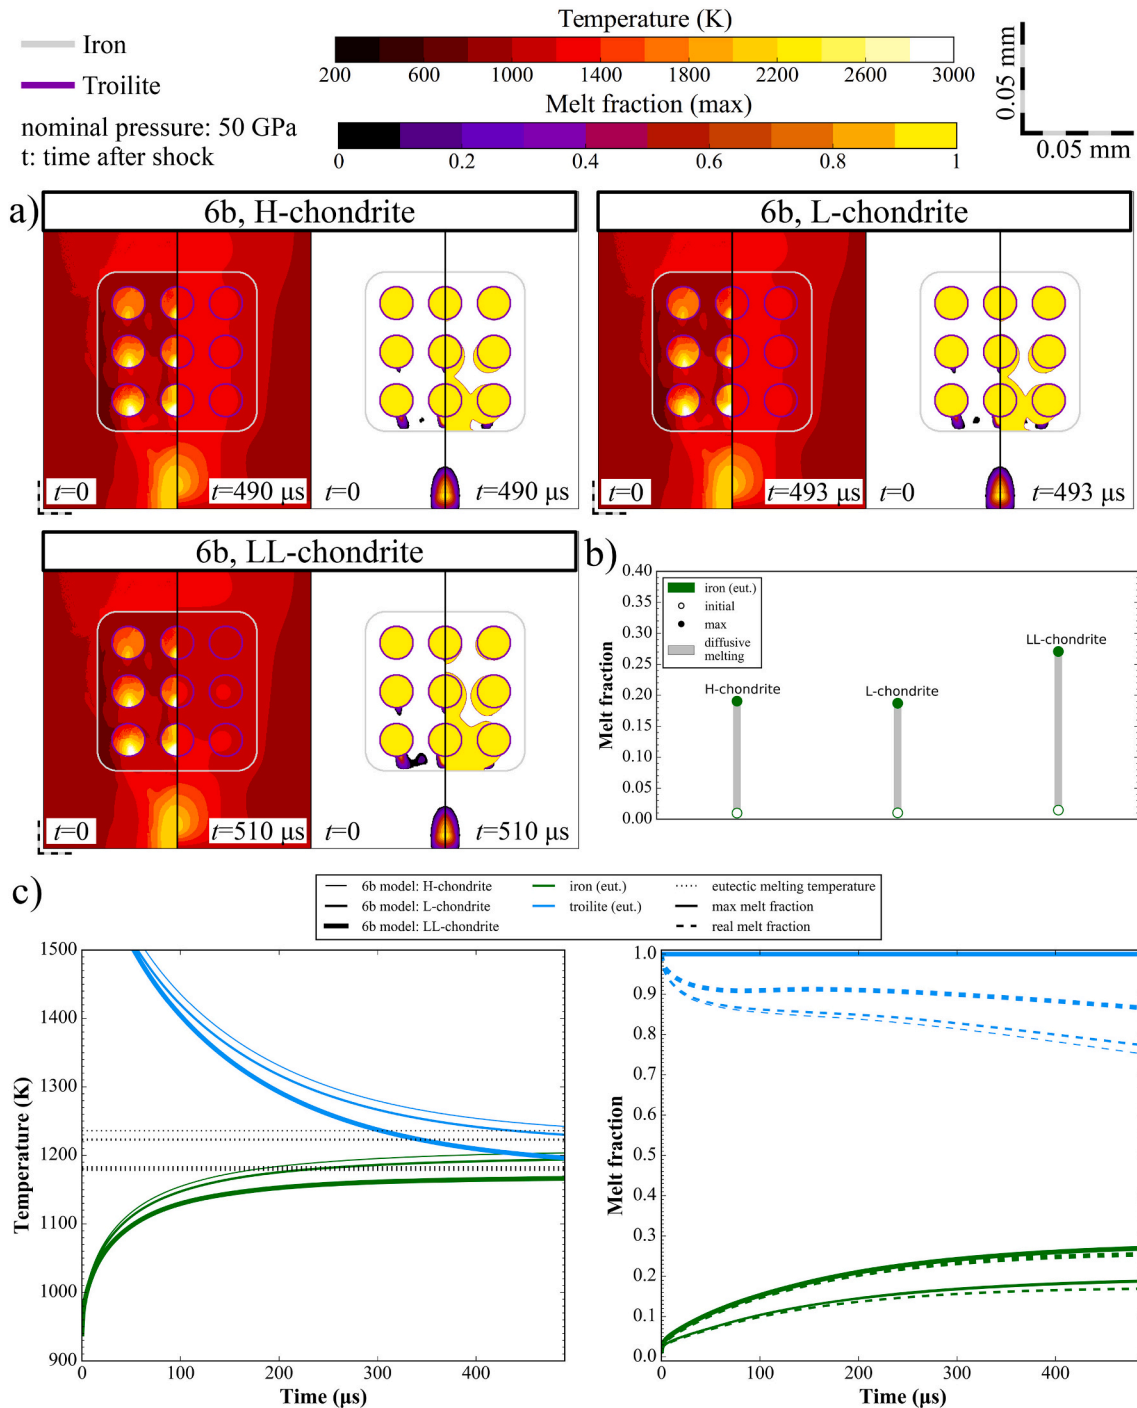 Iron
Troilite
nominal pressure: 50 GPa
t: time after shock
Temperature (K)
200 600 1000 1400 1800 2200 2600 3000
Melt fraction (max)
0 0.2 0.4 0.6 0.8 1
0.05 mm
0.05 mm
a)
6b, H-chondrite
t=0 t=490 μs t=0 t=490 μs
6b, L-chondrite
t=0 t=493 μs t=0 t=493 μs
6b, LL-chondrite
t=0 t=510 μs t=0 t=510 μs
b)
Melt fraction
0.40
0.35
0.30
0.25
0.20
0.15
0.10
0.05
0.00
iron (eut.)
initial
max
diffusive
melting
H-chondrite
L-chondrite
LL-chondrite
c)
6b model: H-chondrite
6b model: L-chondrite
6b model: LL-chondrite
iron (eut.)
troilite (eut.)
eutectic melting temperature
max melt fraction
real melt fraction
Temperature (K)
1500
1400
1300
1200
1100
1000
900
0 100 200 300 400
Time (μs)
Melt fraction
1.0
0.9
0.8
0.7
0.6
0.5
0.4
0.3
0.2
0.1
0.0
0 100 200 300 400
Time (μs)